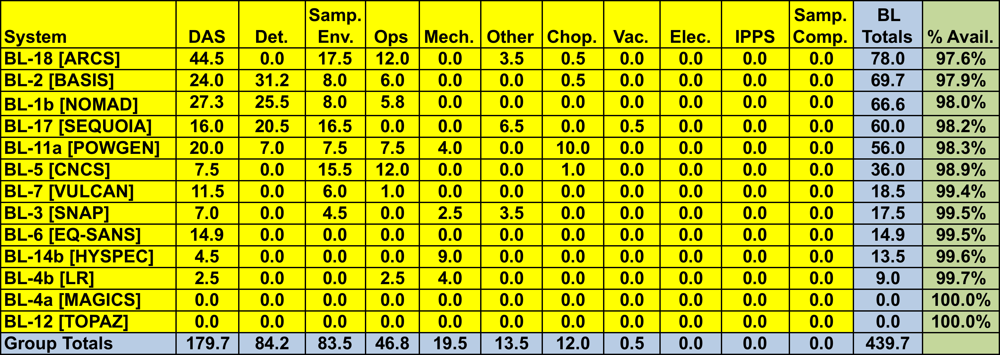 Samp. Samp. BL
System DAS Det. Env. Ops Mech. Other Chop. Vac. Elec. IPPS Comp. Totals % Avail.
BL-18 [ARCS] 44.5 0.0 17.5 12.0 0.0 3.5 0.5 0.0 0.0 0.0 0.0 78.0 97.6%
BL-2 [BASIS] 24.0 31.2 8.0 6.0 0.0 0.0 0.5 0.0 0.0 0.0 0.0 69.7 97.9%
BL-1b [NOMAD] 27.3 25.5 8.0 5.8 0.0 0.0 0.0 0.0 0.0 0.0 0.0 66.6 98.0%
BL-17 [SEQUOIA] 16.0 20.5 16.5 0.0 0.0 6.5 0.0 0.5 0.0 0.0 0.0 60.0 98.2%
BL-11a [POWGEN] 20.0 7.0 7.5 7.5 4.0 0.0 10.0 0.0 0.0 0.0 0.0 56.0 98.3%
BL-5 [CNCS] 7.5 0.0 15.5 12.0 0.0 0.0 1.0 0.0 0.0 0.0 0.0 36.0 98.9%
BL-7 [VULCAN] 11.5 0.0 6.0 1.0 0.0 0.0 0.0 0.0 0.0 0.0 0.0 18.5 99.4%
BL-3 [SNAP] 7.0 0.0 4.5 0.0 2.5 3.5 0.0 0.0 0.0 0.0 0.0 17.5 99.5%
BL-6 [EQ-SANS] 14.9 0.0 0.0 0.0 0.0 0.0 0.0 0.0 0.0 0.0 0.0 14.9 99.5%
BL-14b [HYSPEC] 4.5 0.0 0.0 0.0 9.0 0.0 0.0 0.0 0.0 0.0 0.0 13.5 99.6%
BL-4b [LR] 2.5 0.0 0.0 2.5 4.0 0.0 0.0 0.0 0.0 0.0 0.0 9.0 99.7%
BL-4a [MAGICS] 0.0 0.0 0.0 0.0 0.0 0.0 0.0 0.0 0.0 0.0 0.0 0.0 100.0%
BL-12 [TOPAZ] 0.0 0.0 0.0 0.0 0.0 0.0 0.0 0.0 0.0 0.0 0.0 0.0 100.0%
Group Totals 179.7 84.2 83.5 46.8 19.5 13.5 12.0 0.5 0.0 0.0 0.0 439.7